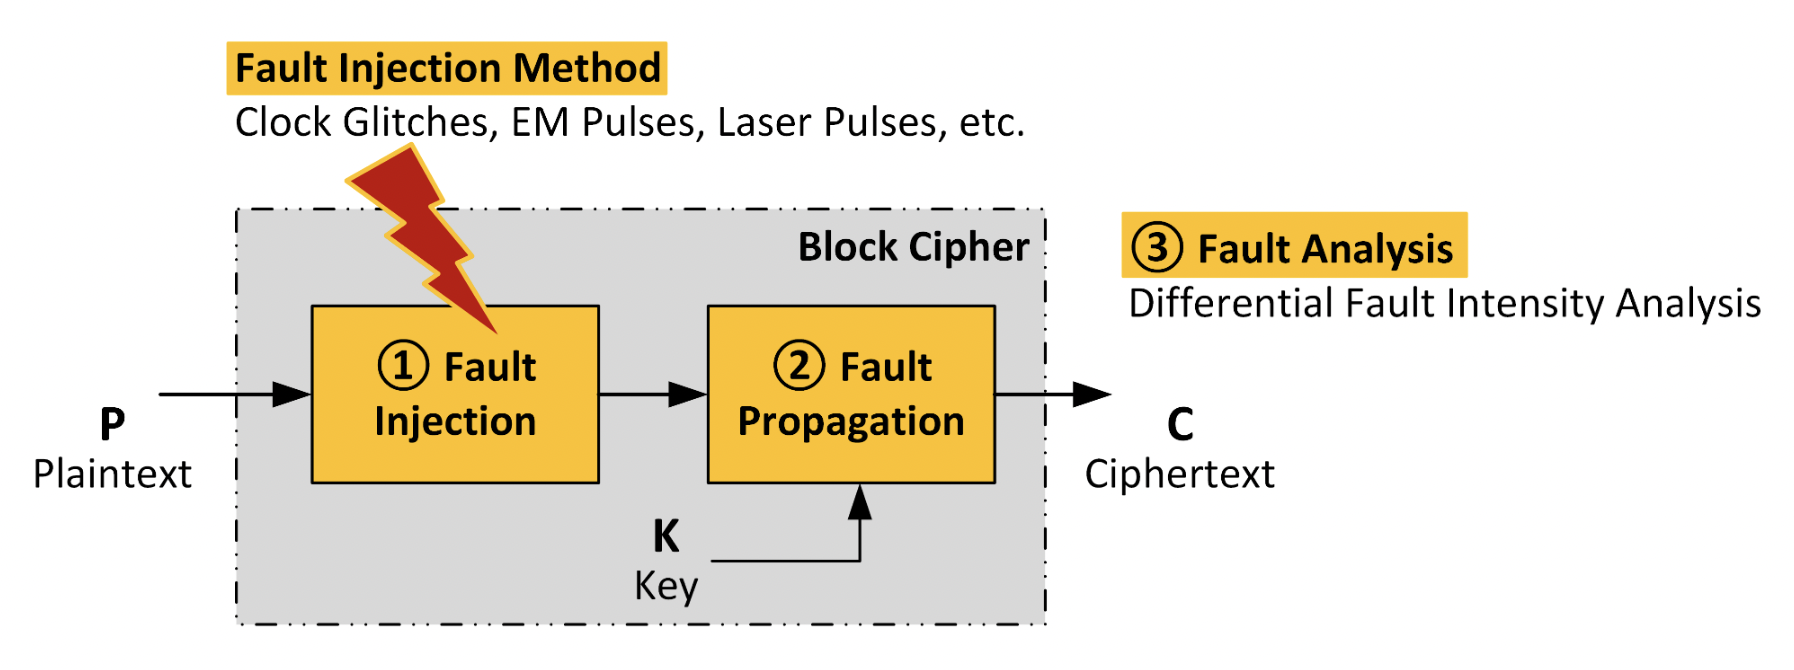 Fault Injection Method
Clock Glitches, EM Pulses, Laser Pulses, etc.
Block Cipher
③ Fault Analysis
Differential Fault Intensity Analysis
① Fault
Injection
② Fault
Propagation
P
Plaintext
C
Ciphertext
K
Key